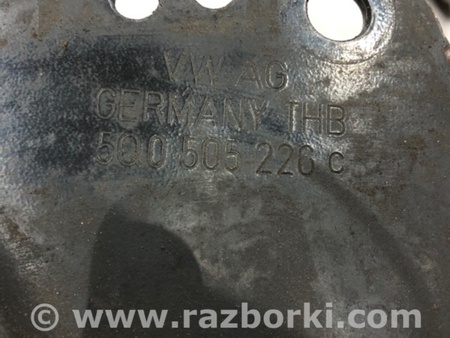 VW AG
GERMANY THB
5Q0 505 226 C
© www.razborki.com